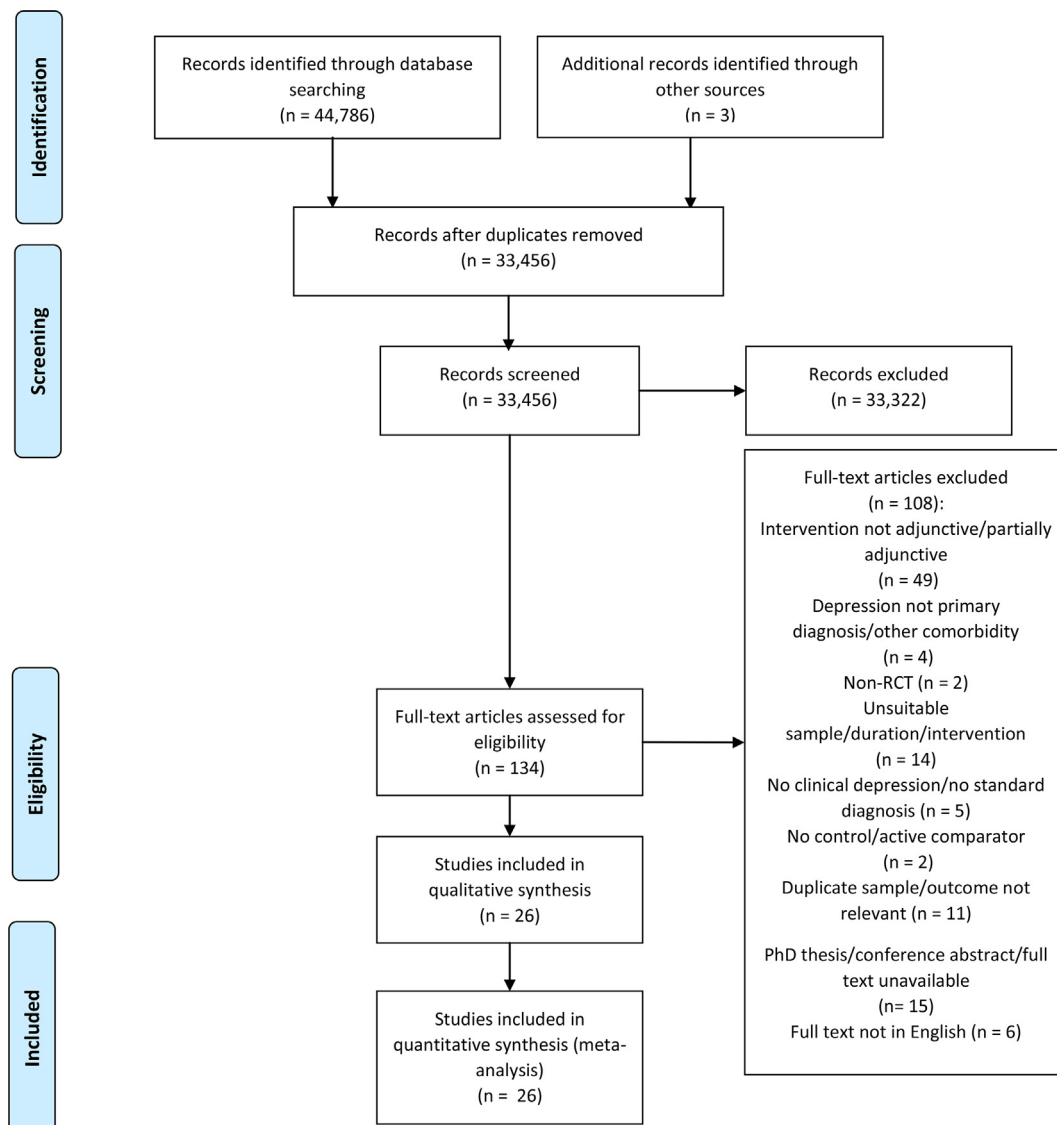 Identification
Records identified through database
searching
(n = 44,786)
Additional records identified through
other sources
(n = 3)
Records after duplicates removed
(n = 33,456)
Screening
Records screened
(n = 33,456)
Records excluded
(n = 33,322)
Full-text articles excluded
(n = 108):
Intervention not adjunctive/partially
adjunctive
(n = 49)
Depression not primary
diagnosis/other comorbidity
(n = 4)
Non-RCT (n = 2)
Unsuitable
sample/duration/intervention
(n = 14)
No clinical depression/no standard
diagnosis (n = 5)
No control/active comparator
(n = 2)
Duplicate sample/outcome not
relevant (n = 11)
PhD thesis/conference abstract/full
text unavailable
(n= 15)
Full text not in English (n = 6)
Eligibility
Full-text articles assessed for
eligibility
(n = 134)
Studies included in
qualitative synthesis
(n = 26)
Included
Studies included in
quantitative synthesis (meta-
analysis)
(n = 26)